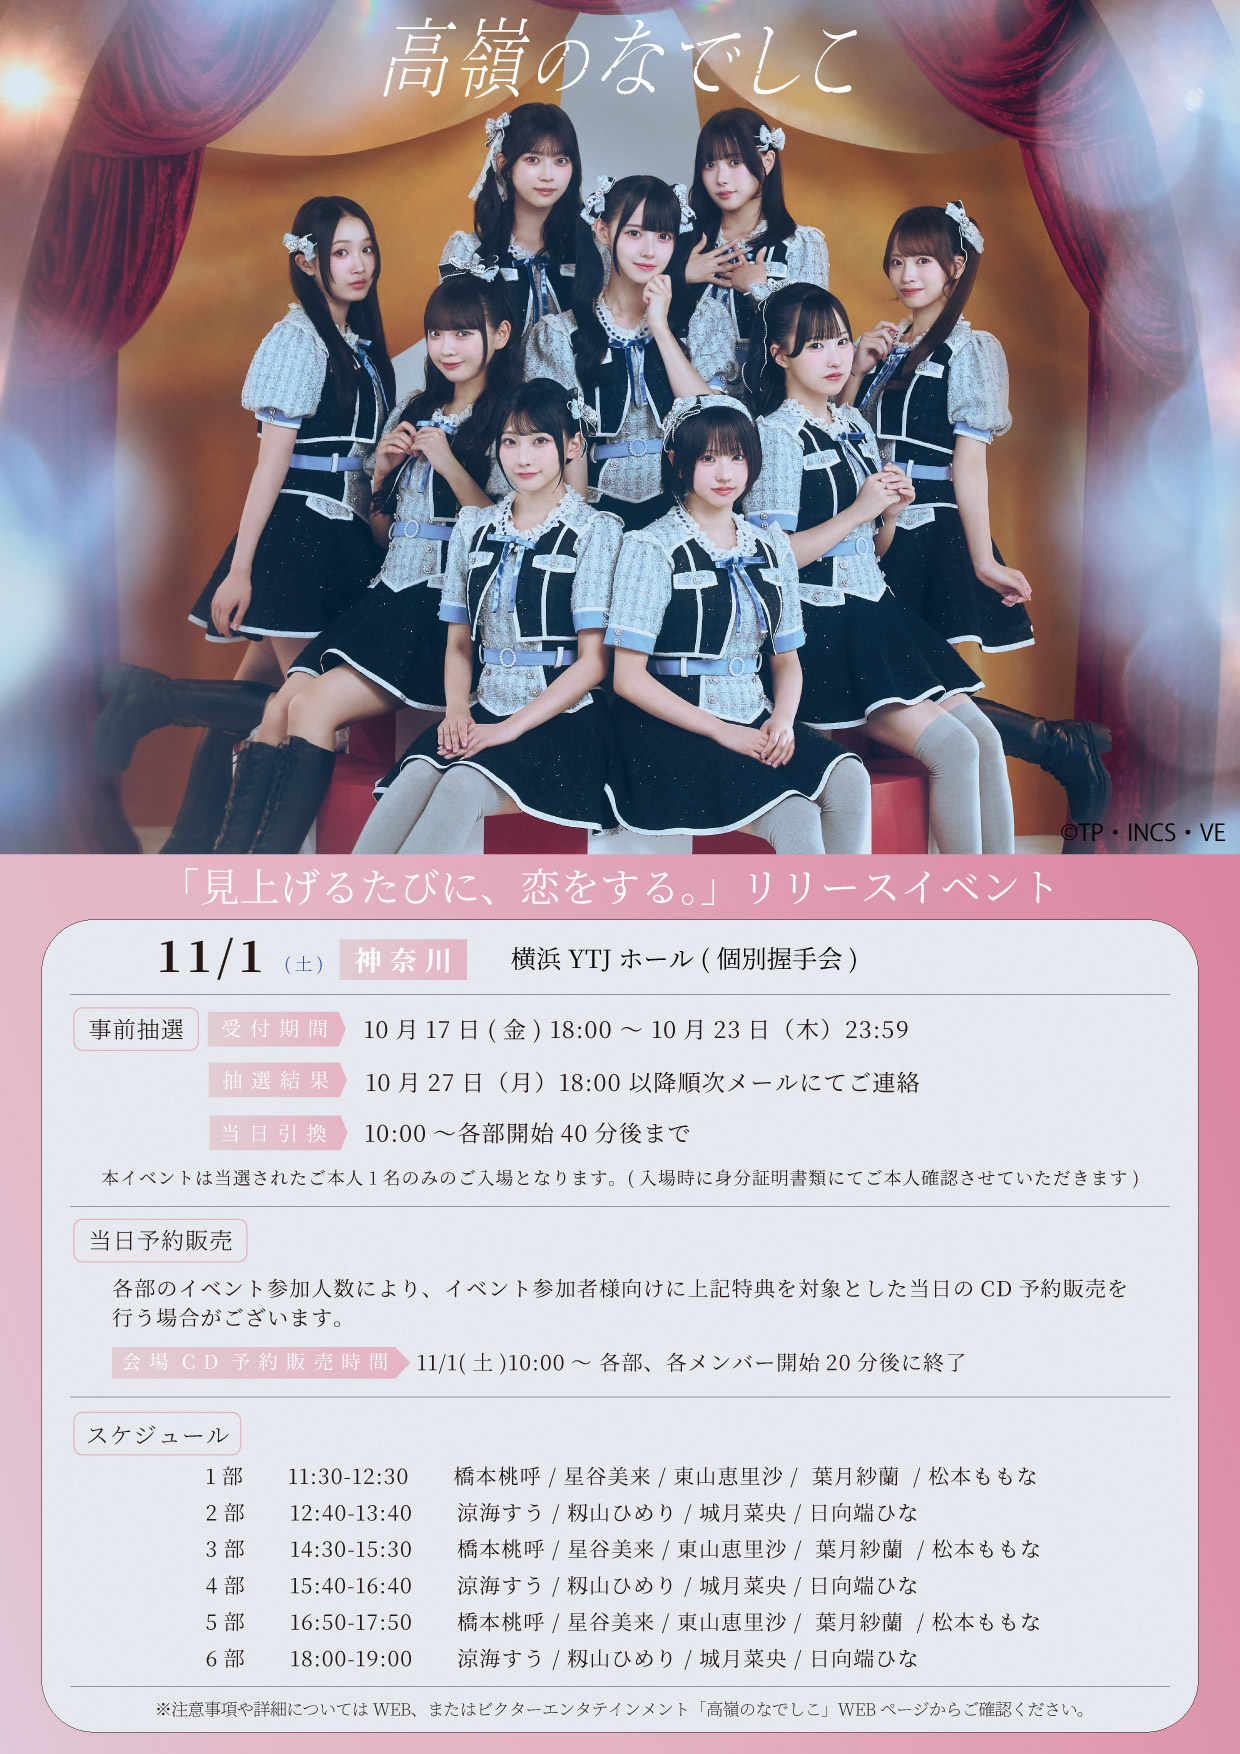 高嶺のなでしこ
©TP・INCS・VE
「見上げるたびに、恋をする。」リリースイベント
11/1 (土) 神奈川 横浜 YTJ ホール ( 個別握手会 )
事前抽選 受付期間 10 月 17 日 ( 金 ) 18:00 ～ 10 月 23 日（木）23:59
抽選結果 10 月 27 日（月）18:00 以降順次メールにてご連絡
当日引換 10:00 ～各部開始 40 分後まで
本イベントは当選されたご本人 1 名のみのご入場となります。( 入場時に身分証明書類にてご本人確認させていただきます )
当日予約販売
各部のイベント参加人数により、イベント参加者様向けに上記特典を対象とした当日の CD 予約販売を
行う場合がございます。
会場 CD 予約販売時間 11/1( 土 )10:00 ～ 各部、各メンバー開始 20 分後に終了
スケジュール
1 部 11:30-12:30 橋本桃呼 / 星谷美来 / 東山恵里沙 / 葉月紗蘭 / 松本ももな
2 部 12:40-13:40 涼海すう / 籾山ひめり / 城月菜央 / 日向端ひな
3 部 14:30-15:30 橋本桃呼 / 星谷美来 / 東山恵里沙 / 葉月紗蘭 / 松本ももな
4 部 15:40-16:40 涼海すう / 籾山ひめり / 城月菜央 / 日向端ひな
5 部 16:50-17:50 橋本桃呼 / 星谷美来 / 東山恵里沙 / 葉月紗蘭 / 松本ももな
6 部 18:00-19:00 涼海すう / 籾山ひめり / 城月菜央 / 日向端ひな
※注意事項や詳細については WEB、またはビクターエンタテインメント「高嶺のなでしこ」WEB ページからご確認ください。